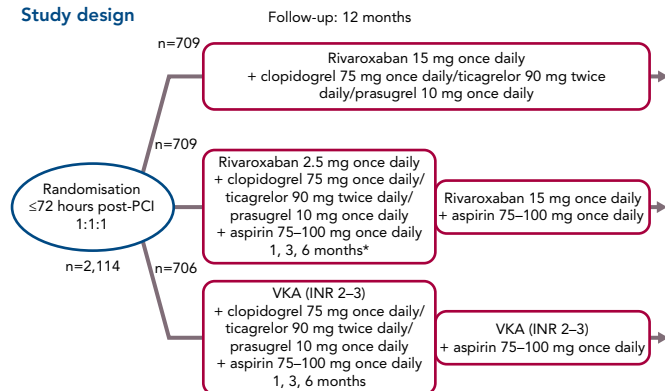 Study design
Follow-up: 12 months
n=709
Rivaroxaban 15 mg once daily
+ clopidogrel 75 mg once daily/ticagrelor 90 mg twice
daily/prasugrel 10 mg once daily
n=709
Randomisation
≤72 hours post-PCI
1:1:1
n=2,114
Rivaroxaban 2.5 mg once daily
+ clopidogrel 75 mg once daily/
ticagrelor 90 mg twice daily/
prasugrel 10 mg once daily
+ aspirin 75–100 mg once daily
1, 3, 6 months*
Rivaroxaban 15 mg once daily
+ aspirin 75–100 mg once daily
n=706
VKA (INR 2–3)
+ clopidogrel 75 mg once daily/
ticagrelor 90 mg twice daily/
prasugrel 10 mg once daily
+ aspirin 75–100 mg once daily
1, 3, 6 months
VKA (INR 2–3)
+ aspirin 75–100 mg once daily